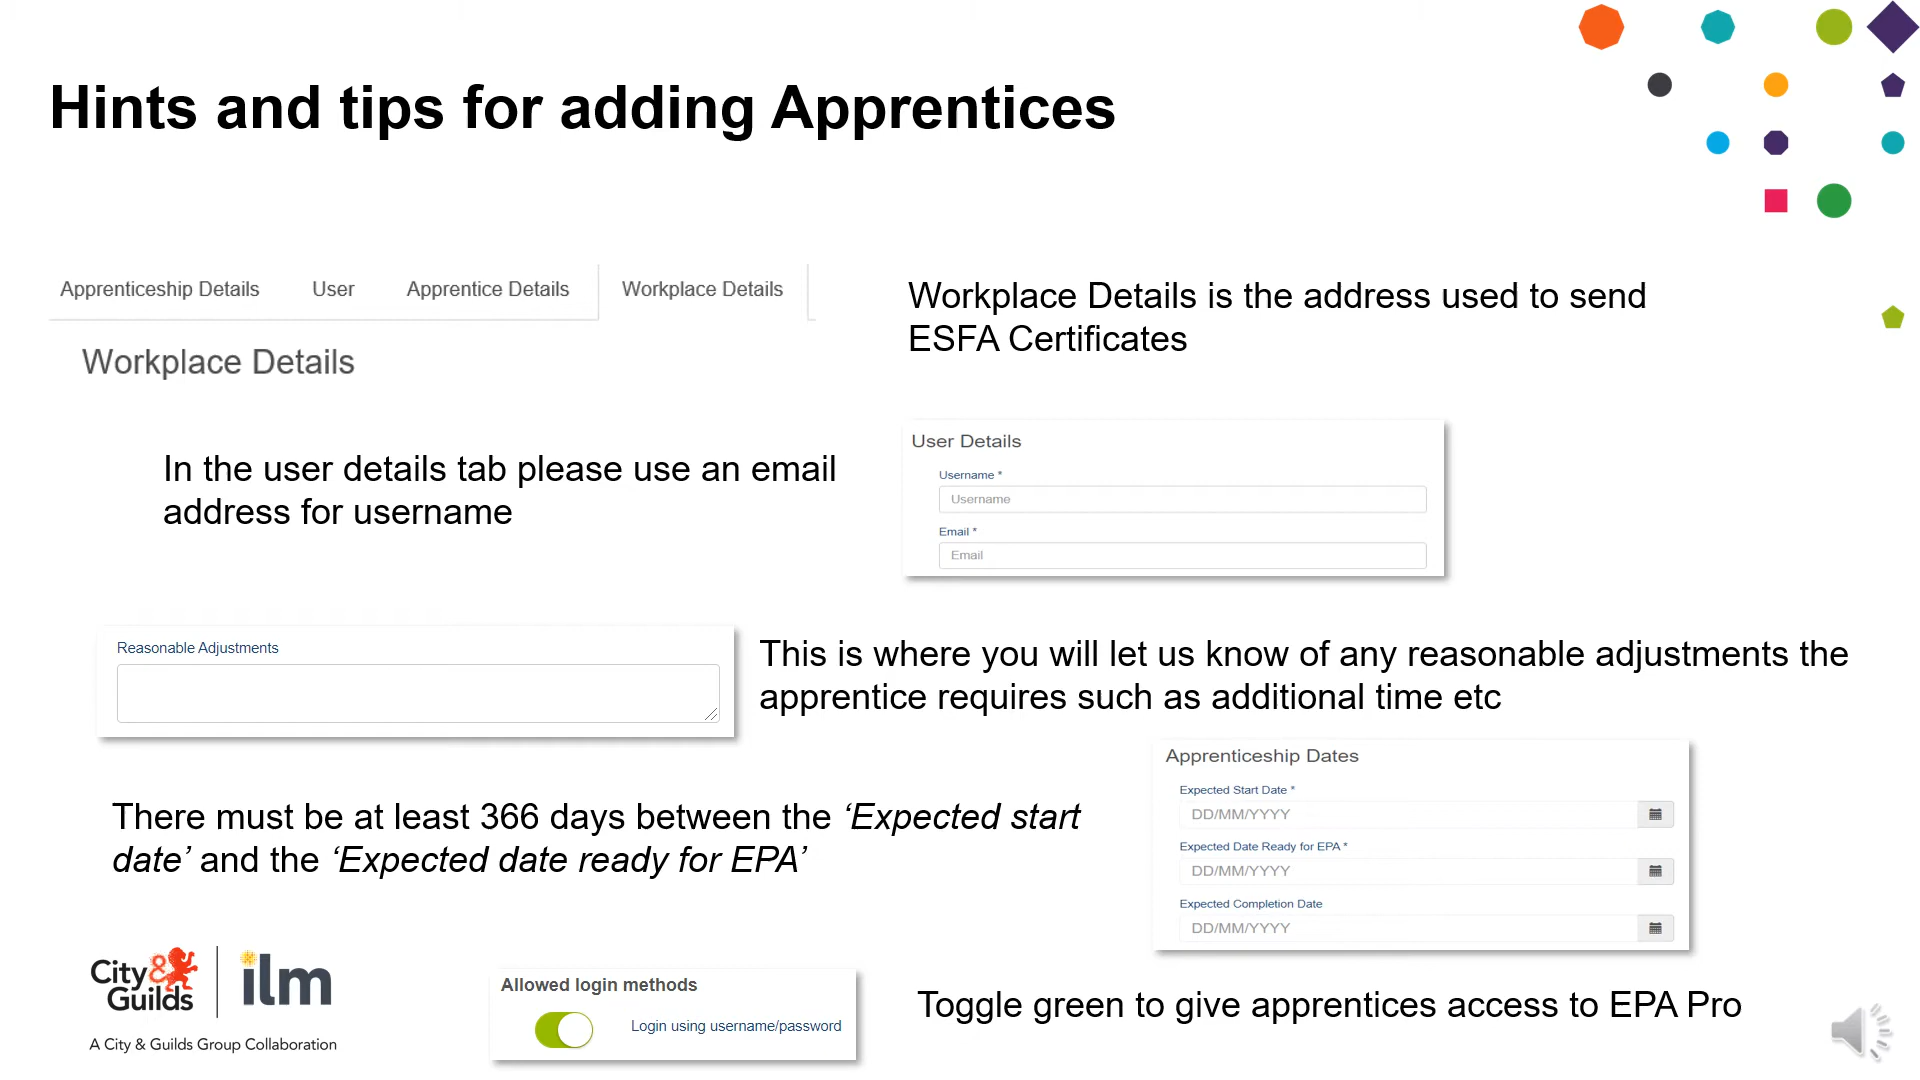 Hints and tips for adding Apprentices
Apprenticeship Details User Apprentice Details Workplace Details
Workplace Details
Workplace Details is the address used to send
ESFA Certificates
In the user details tab please use an email
address for username
User Details
Username *
Username
Email *
Email
Reasonable Adjustments
This is where you will let us know of any reasonable adjustments the
apprentice requires such as additional time etc
There must be at least 366 days between the ‘Expected start
date’ and the ‘Expected date ready for EPA’
Apprenticeship Dates
Expected Start Date *
DD/MM/YYYY
Expected Date Ready for EPA *
DD/MM/YYYY
Expected Completion Date
DD/MM/YYYY
City&
Guilds
ilm
A City & Guilds Group Collaboration
Allowed login methods
Login using username/password
Toggle green to give apprentices access to EPA Pro